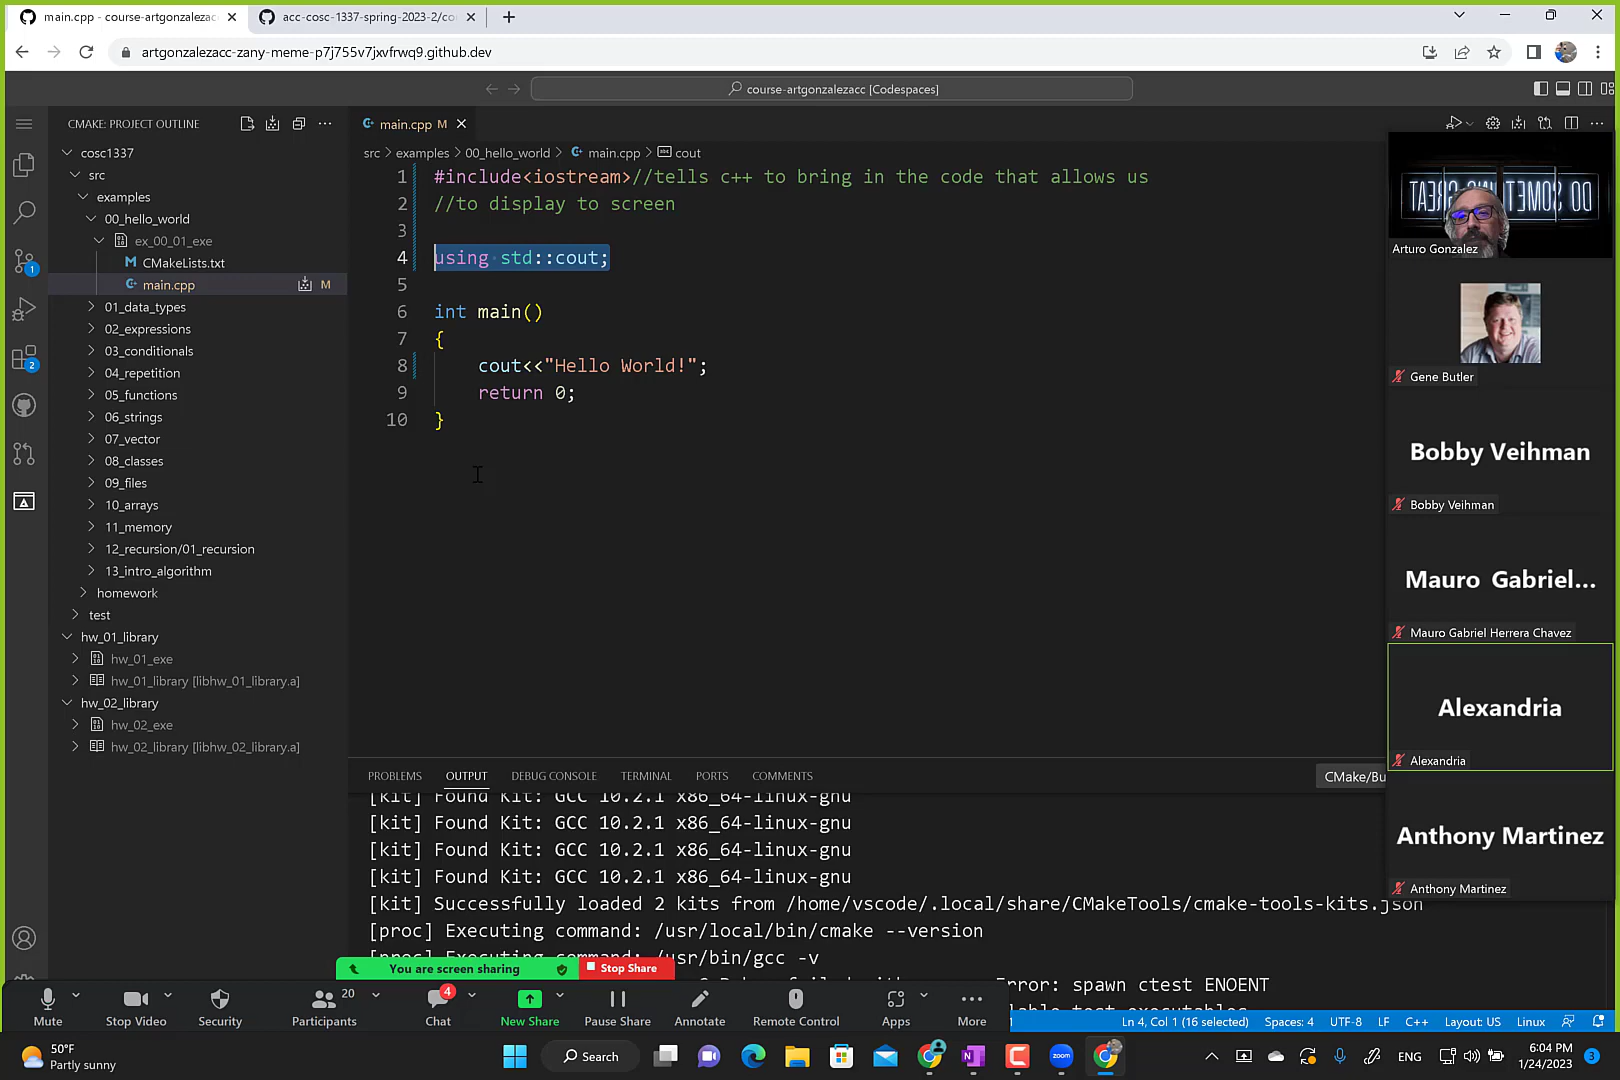 main.cpp - course-artgonzalezacc
acc-cosc-1337-spring-2023-2/co
artgonzalezacc-zany-meme-p7j755v7jxvfrwq9.github.dev
course-artgonzalezacc [Codespaces]
CMAKE: PROJECT OUTLINE
cosc1337
src
examples
00_hello_world
ex_00_01_exe
CMakeLists.txt
main.cpp M
01_data_types
02_expressions
03_conditionals
04_repetition
05_functions
06_strings
07_vector
08_classes
09_files
10_arrays
11_memory
12_recursion/01_recursion
13_intro_algorithm
homework
test
hw_01_library
hw_01_exe
hw_01_library [libhw_01_library.a]
hw_02_library
hw_02_exe
hw_02_library [libhw_02_library.a]
1
2
main.cpp M
src > examples > 00_hello_world > main.cpp > cout
1 #include<iostream>//tells c++ to bring in the code that allows us
2 //to display to screen
3
4 using std::cout;
5
6 int main()
7 {
8 cout<<"Hello World!";
9 return 0;
10 }
PROBLEMS OUTPUT DEBUG CONSOLE TERMINAL PORTS COMMENTS
CMake/Bu
[kit] Found Kit: GCC 10.2.1 x86_64-linux-gnu
[kit] Found Kit: GCC 10.2.1 x86_64-linux-gnu
[kit] Found Kit: GCC 10.2.1 x86_64-linux-gnu
[kit] Found Kit: GCC 10.2.1 x86_64-linux-gnu
[kit] Successfully loaded 2 kits from /home/vscode/.local/share/CMakeTools/cmake-tools-kits.json
[proc] Executing command: /usr/local/bin/cmake --version
[proc] Executing command: /usr/bin/gcc -v
Error: spawn ctest ENOENT
test executables
DO SOMETHING GREAT
Arturo Gonzalez
Gene Butler
Bobby Veihman
Bobby Veihman
Mauro Gabriel...
Mauro Gabriel Herrera Chavez
Alexandria
Alexandria
Anthony Martinez
Anthony Martinez
You are screen sharing
Stop Share
Mute
Stop Video
Security
Participants
20
Chat
4
New Share
Pause Share
Annotate
Remote Control
Apps
More
Ln 4, Col 1 (16 selected) Spaces: 4 UTF-8 LF C++ Layout: US Linux
50°F
Partly sunny
Search
zoom
ENG
6:04 PM
1/24/2023
3